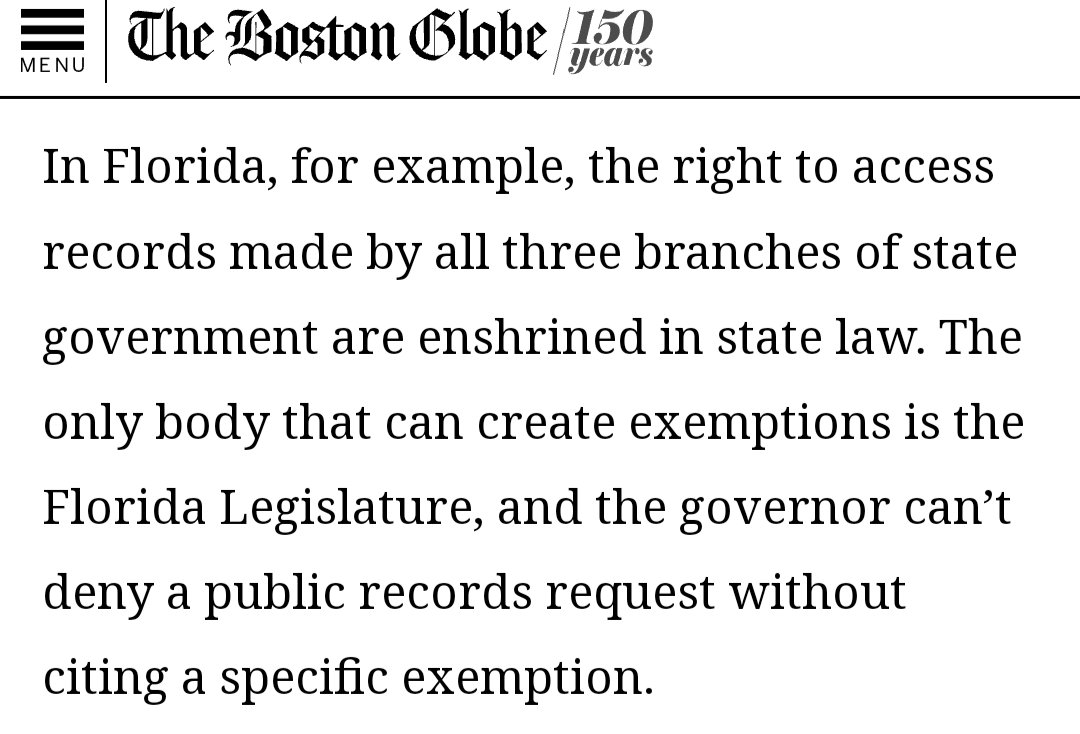 MENU
The Boston Globe
150
years
In Florida, for example, the right to access
records made by all three branches of state
government are enshrined in state law. The
only body that can create exemptions is the
Florida Legislature, and the governor can’t
deny a public records request without
citing a specific exemption.